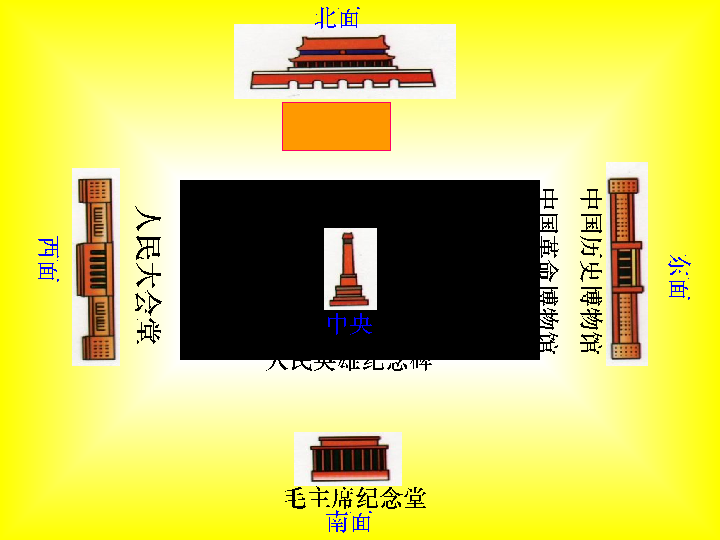 北面
西面
人民大会堂
中央
人民英雄纪念碑
中国革命博物馆
中国历史博物馆
东面
毛主席纪念堂
南面